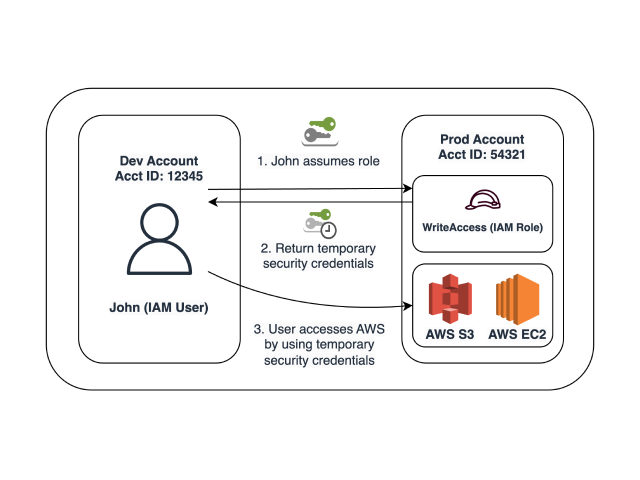 Dev Account
Acct ID: 12345
John (IAM User)
1. John assumes role
2. Return temporary
security credentials
3. User accesses AWS
by using temporary
security credentials
Prod Account
Acct ID: 54321
WriteAccess (IAM Role)
AWS S3
AWS EC2